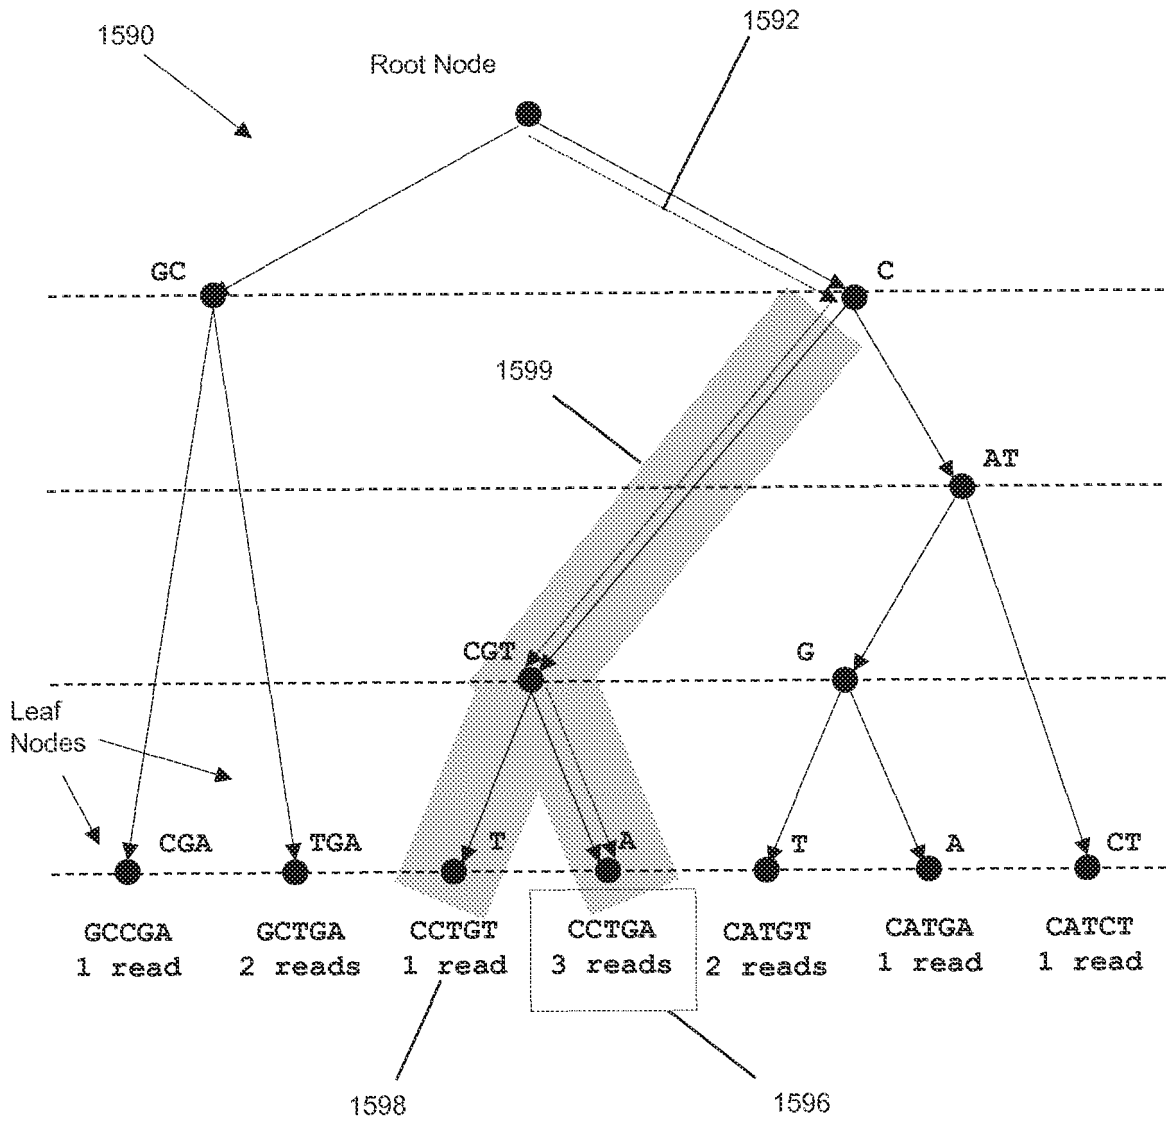 1592
1590
Root Node
GC
C
1599
AT
CGT
G
Leaf
Nodes
CGA
TGA
T
A
T
A
CT
GCCGA
1 read
GCTGA
2 reads
CCTGT
1 read
CCTGA
3 reads
CATGT
2 reads
CATGA
1 read
CATCT
1 read
1598
1596